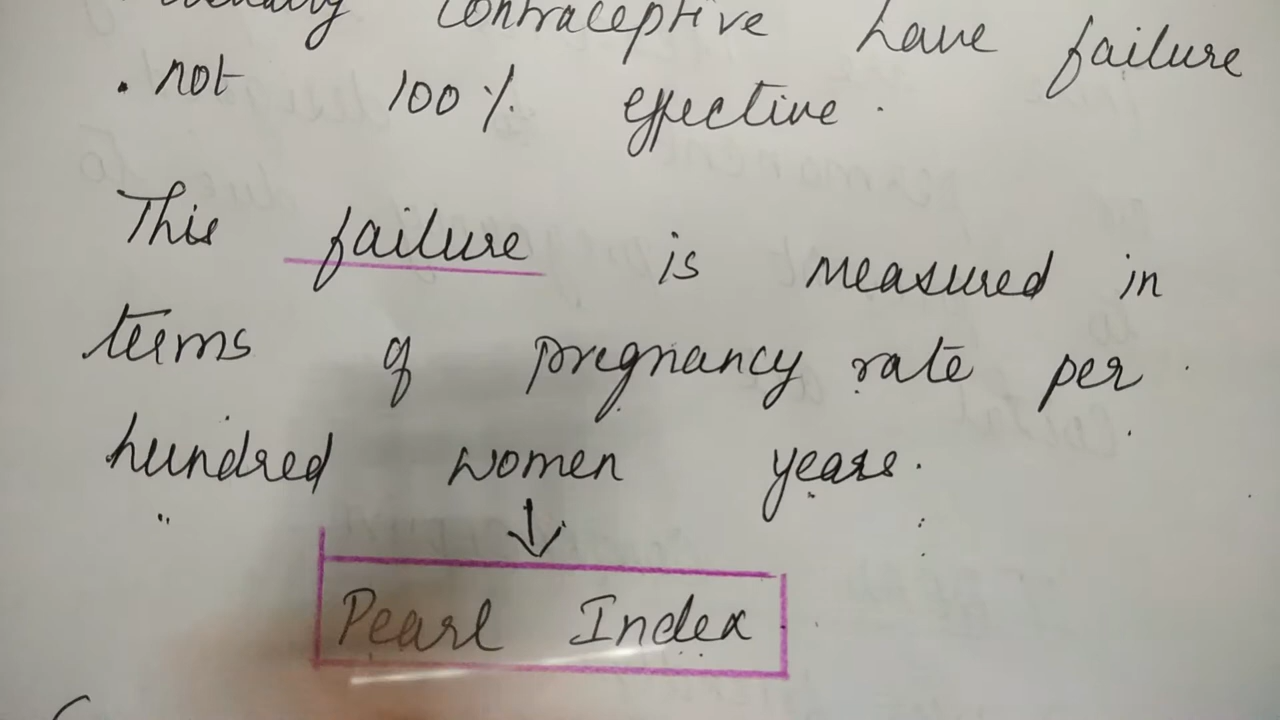 contraceptive have failure
. not 100% effective.
This failure is measured in
terms of pregnancy rate per
hundred women years.
Pearl Index